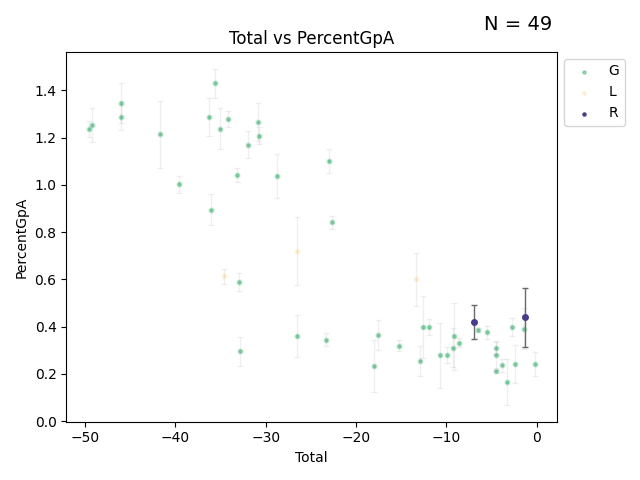 N = 49
Total vs PercentGpA
G
L
R
PercentGpA
1.4
1.2
1.0
0.8
0.6
0.4
0.2
0.0
−50 −40 −30 −20 −10 0
Total